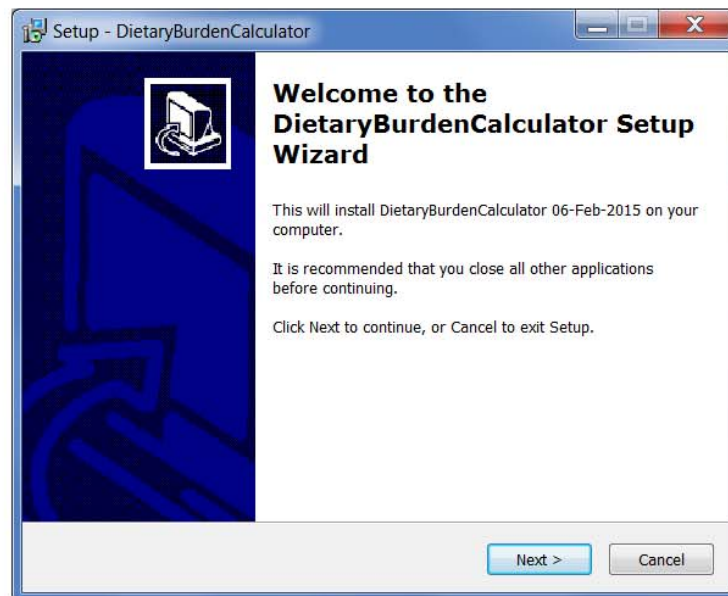 Setup - DietaryBurdenCalculator
Welcome to the
DietaryBurdenCalculator Setup
Wizard
This will install DietaryBurdenCalculator 06-Feb-2015 on your
computer.
It is recommended that you close all other applications
before continuing.
Click Next to continue, or Cancel to exit Setup.
Next >
Cancel